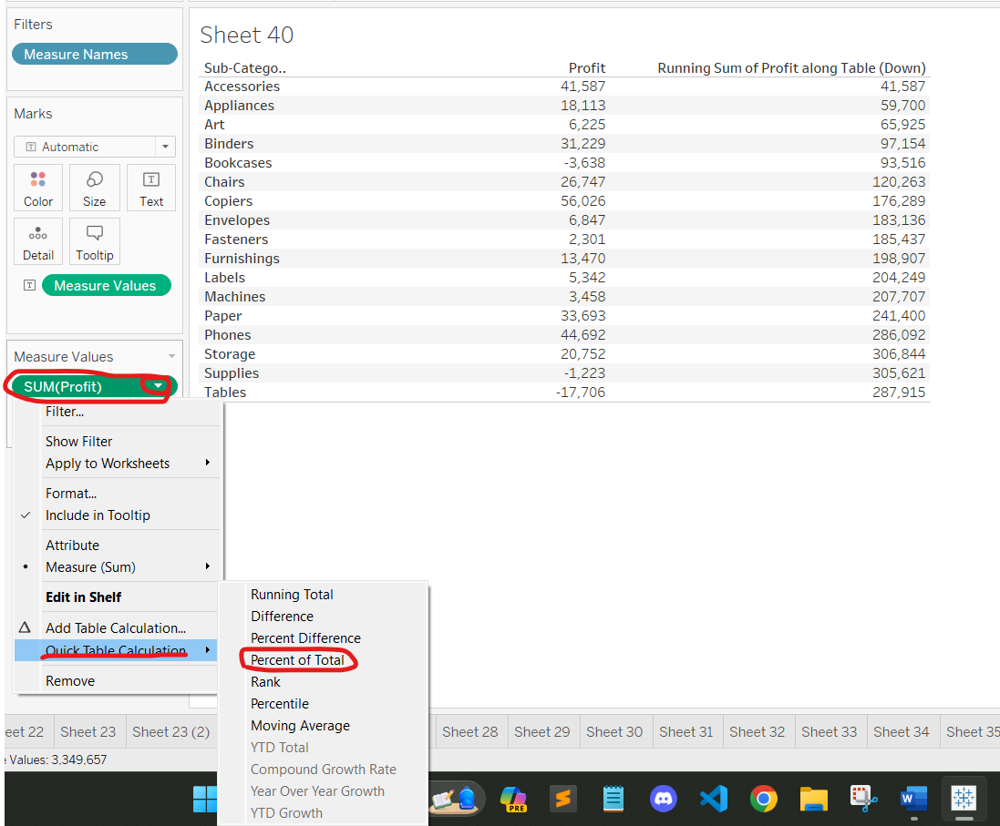 Filters
Measure Names
Marks
Automatic
Color Size Text
Detail Tooltip
Measure Values
Measure Values
SUM(Profit)
Filter...
Show Filter
Apply to Worksheets
Format...
Include in Tooltip
Attribute
Measure (Sum)
Edit in Shelf
Add Table Calculation...
Quick Table Calculation
Remove
Running Total
Difference
Percent Difference
Percent of Total
Rank
Percentile
Moving Average
YTD Total
Compound Growth Rate
Year Over Year Growth
YTD Growth
Sheet 40
Sub-Catego.. Profit Running Sum of Profit along Table (Down)
Accessories 41,587 41,587
Appliances 18,113 59,700
Art 6,225 65,925
Binders 31,229 97,154
Bookcases -3,638 93,516
Chairs 26,747 120,263
Copiers 56,026 176,289
Envelopes 6,847 183,136
Fasteners 2,301 185,437
Furnishings 13,470 198,907
Labels 5,342 204,249
Machines 3,458 207,707
Paper 33,693 241,400
Phones 44,692 286,092
Storage 20,752 306,844
Supplies -1,223 305,621
Tables -17,706 287,915
eet 22 Sheet 23 Sheet 23 (2) Sheet 28 Sheet 29 Sheet 30 Sheet 31 Sheet 32 Sheet 33 Sheet 34 Sheet 35
e Values: 3,349,657
PRE